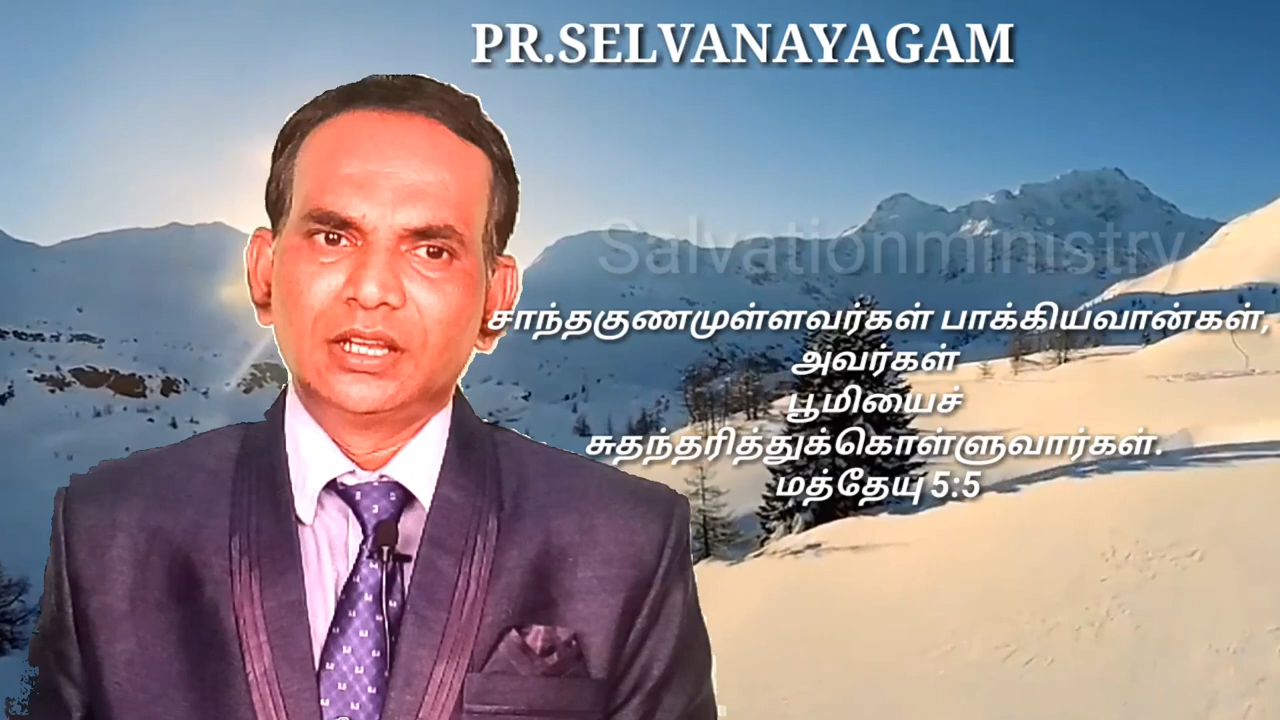 PR.SELVANAYAGAM
Salvationministry
சாந்தகுணமுள்ளவர்கள் பாக்கியவான்கள்,
அவர்கள்
பூமியைச்
சுதந்தரித்துக்கொள்ளுவார்கள்.
மத்தேயு 5:5